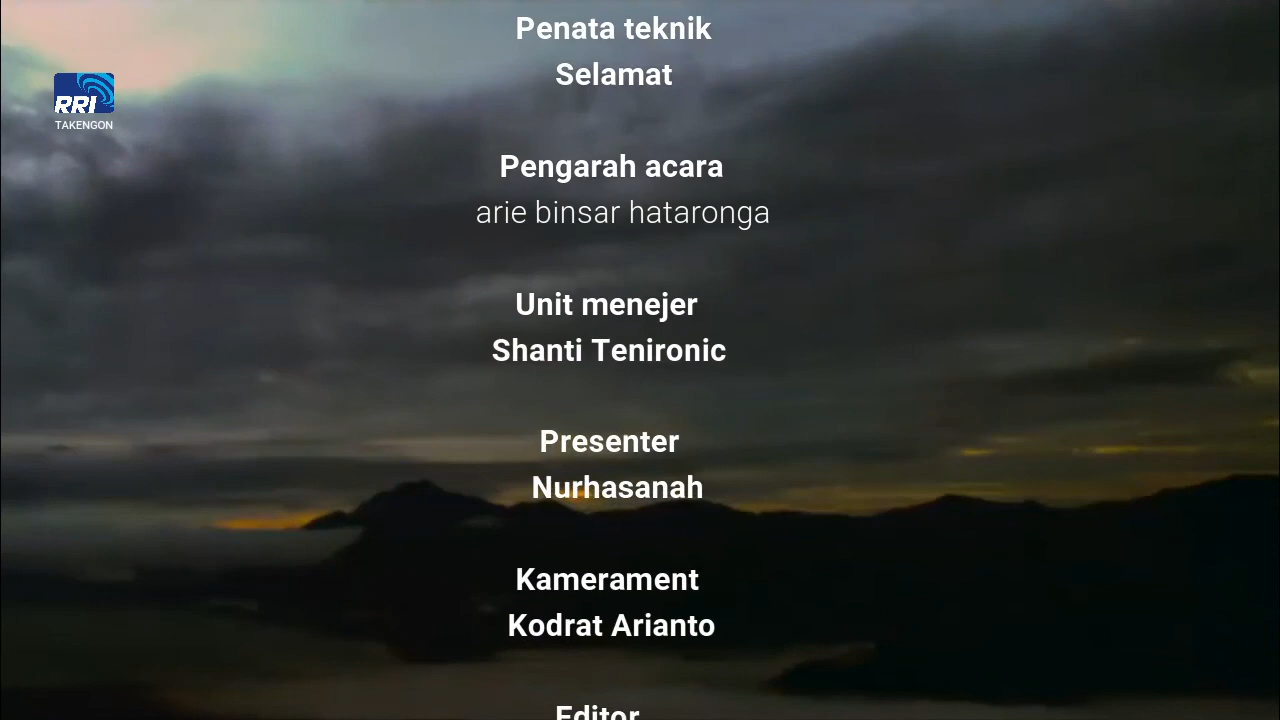 Penata teknik
Selamat
RRI
TAKENGON
Pengarah acara
arie binsar hataronga
Unit menejer
Shanti Tenironic
Presenter
Nurhasanah
Kamerament
Kodrat Arianto
Editor